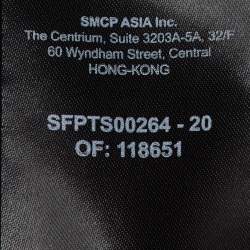 SMCP ASIA Inc.
The Centrium, Suite 3203A-5A, 32/F
60 Wyndham Street, Central
HONG-KONG
SFPTS00264 - 20
OF: 118651